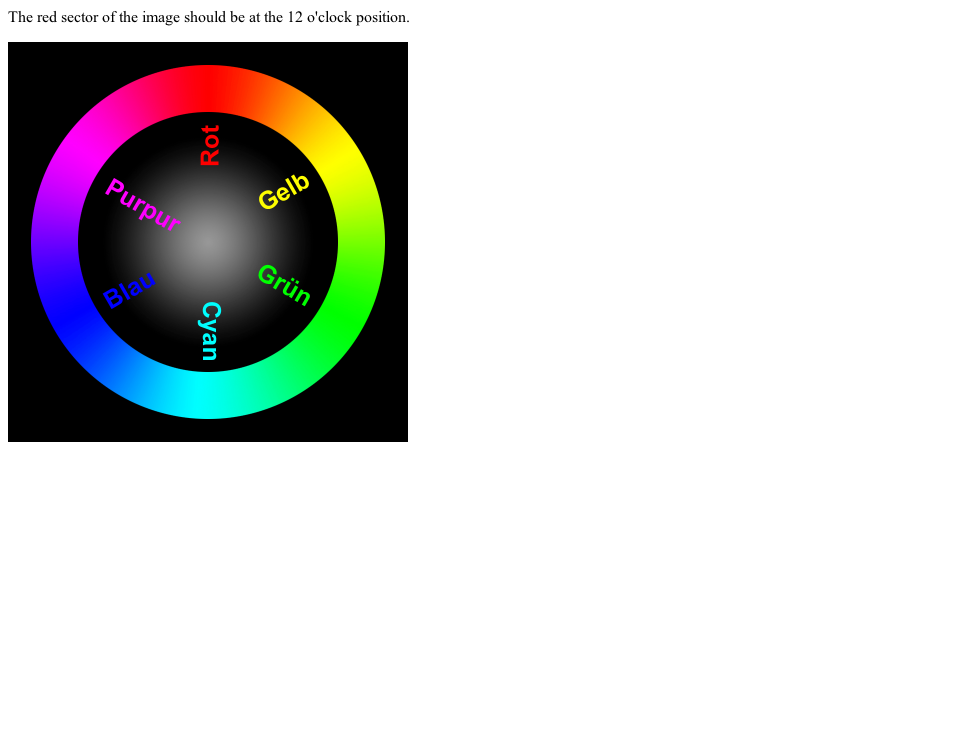 The red sector of the image should be at the 12 o'clock position.
Rot
Gelb
Purpur
Grün
Blau
Cyan